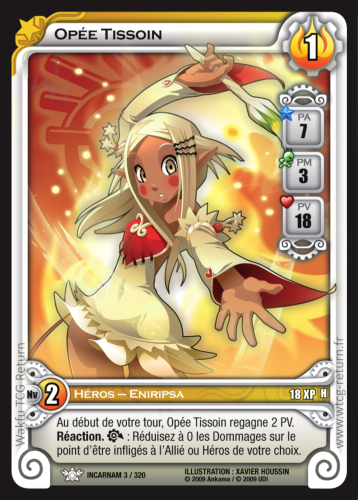 Opée Tissoin
1
PA
7
PM
3
PV
18
Nv 2 Héros – Eniripsa 18 XP H
Au début de votre tour, Opée Tissoin regagne 2 PV.
Réaction. : Réduisez à 0 les Dommages sur le
point d'être infligés à l'Allié ou Héros de votre choix.
INCARNAM 3 / 320
ILLUSTRATION : XAVIER HOUSSIN
© 2009 Ankama / © 2009 UDI
Wakfu TCG Return
www.wtcg-return.fr